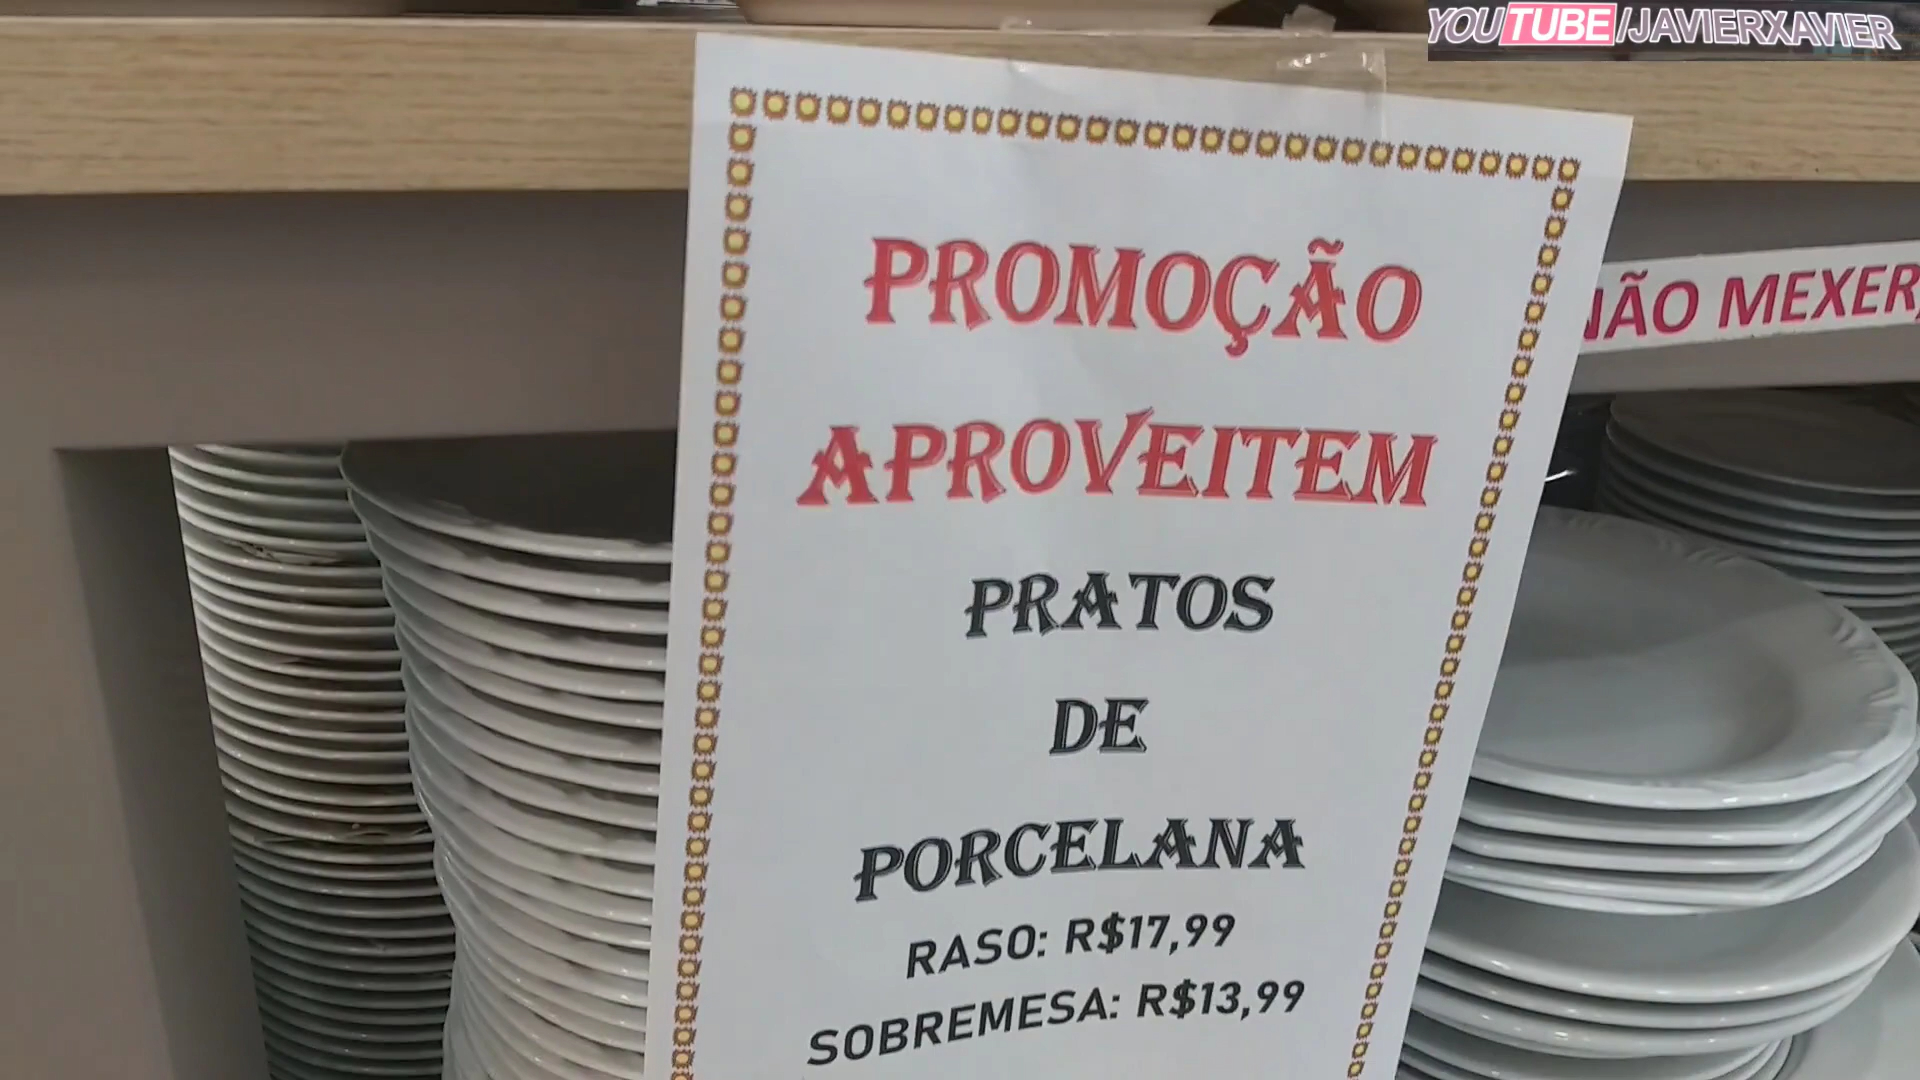 YOUTUBE/JAVIERXAVIER
PROMOÇÃO
APROVEITEM
PRATOS
DE
PORCELANA
RASO: R$17,99
SOBREMESA: R$13,99
NÃO MEXER,